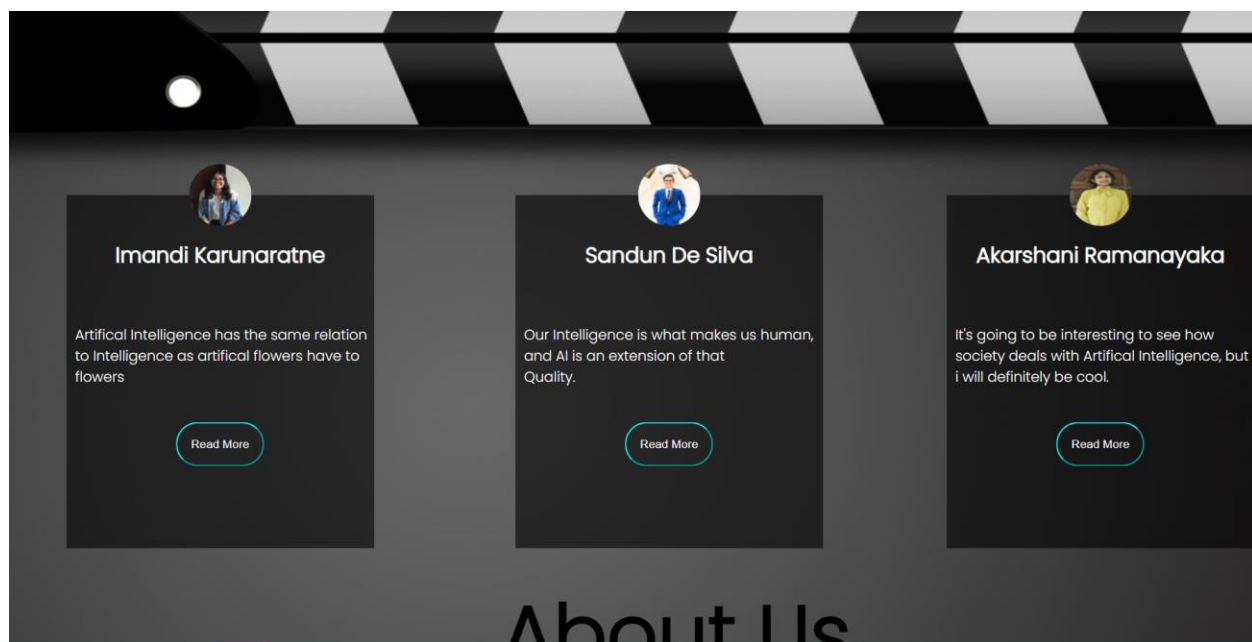 Imandi Karunaratne
Artifical Intelligence has the same relation
to Intelligence as artifical flowers have to
flowers
Read More
Sandun De Silva
Our Intelligence is what makes us human,
and AI is an extension of that
Quality.
Read More
Akarshani Ramanayaka
It's going to be interesting to see how
society deals with Artifical Intelligence, but
i will definitely be cool.
Read More
About Us